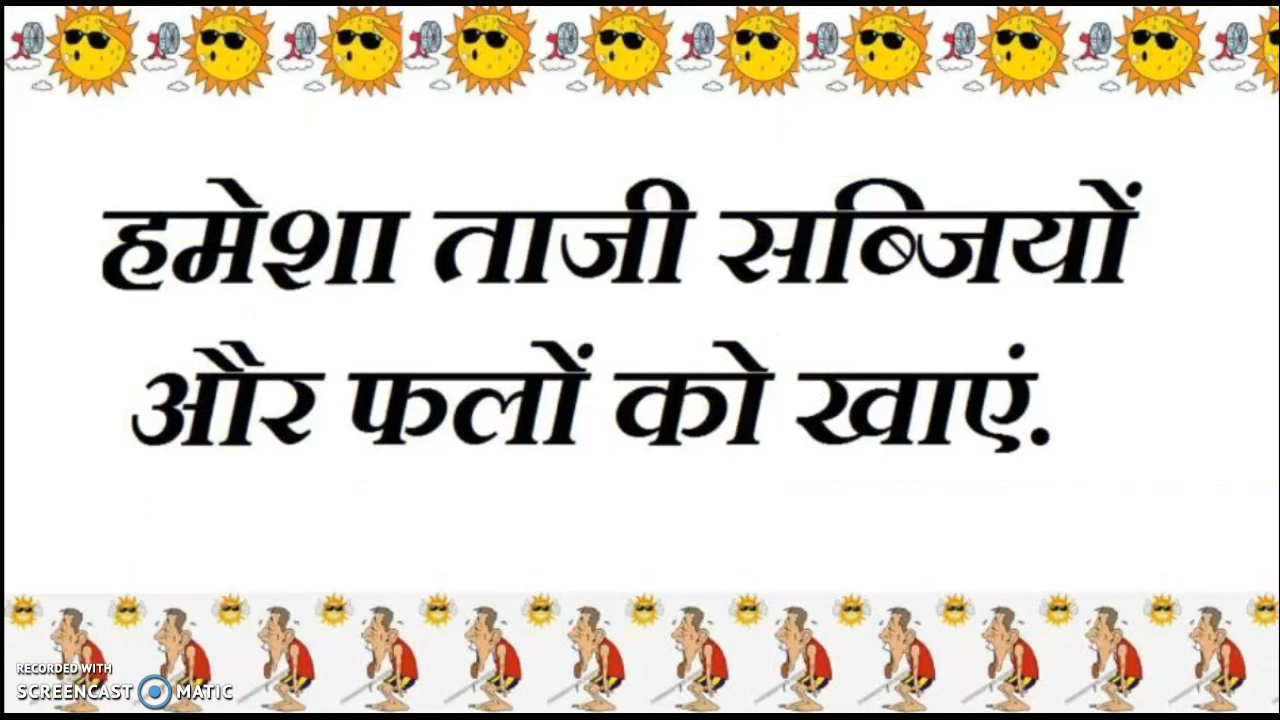 हमेशा ताजी सब्जियों
और फलों को खाएं.
RECORDED WITH
SCREENCAST MATIC